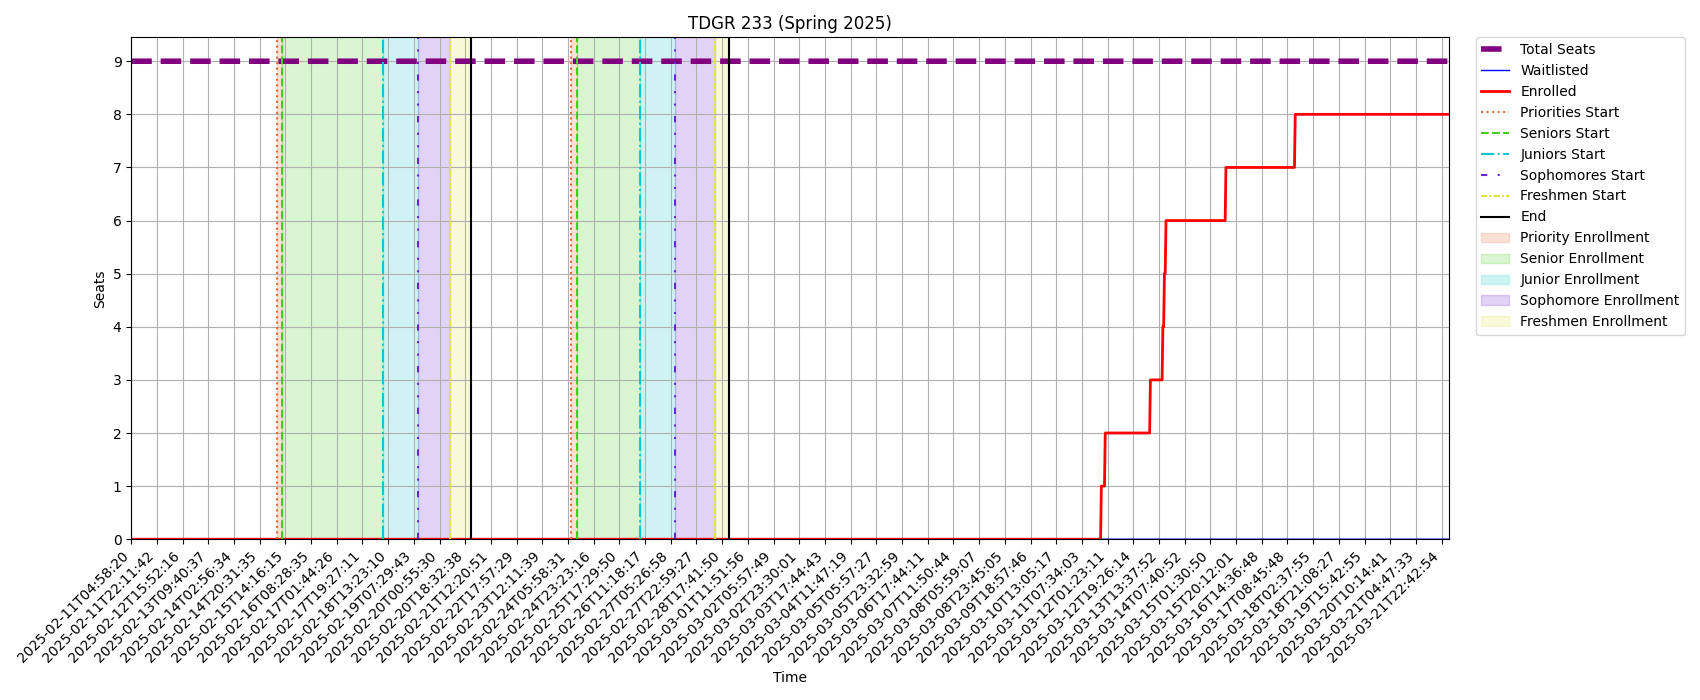 TDGR 233 (Spring 2025)
Seats
9
8
7
6
5
4
3
2
1
0
2025-02-11T04:58:20
2025-02-11T22:11:42
2025-02-12T15:52:16
2025-02-13T09:40:37
2025-02-14T02:56:34
2025-02-14T20:31:35
2025-02-15T14:16:15
2025-02-16T08:28:35
2025-02-17T01:44:26
2025-02-17T19:27:11
2025-02-18T13:23:10
2025-02-19T07:29:43
2025-02-20T00:55:30
2025-02-20T18:32:38
2025-02-21T12:20:51
2025-02-22T17:57:29
2025-02-23T12:11:39
2025-02-24T05:58:31
2025-02-24T23:23:16
2025-02-25T17:29:50
2025-02-26T11:18:17
2025-02-27T05:26:58
2025-02-27T22:59:27
2025-02-28T17:41:50
2025-03-01T11:51:56
2025-03-02T05:57:49
2025-03-02T23:30:01
2025-03-03T17:44:43
2025-03-04T11:47:19
2025-03-05T05:57:27
2025-03-05T23:32:59
2025-03-06T17:44:11
2025-03-07T11:50:44
2025-03-08T05:59:07
2025-03-08T23:45:05
2025-03-09T18:57:46
2025-03-10T13:05:17
2025-03-11T07:34:03
2025-03-12T01:23:11
2025-03-12T19:26:14
2025-03-13T13:37:52
2025-03-14T07:40:52
2025-03-15T01:30:50
2025-03-15T20:12:01
2025-03-16T14:36:48
2025-03-17T08:45:48
2025-03-18T02:37:55
2025-03-18T21:08:27
2025-03-19T15:42:55
2025-03-20T10:14:41
2025-03-21T04:47:33
2025-03-21T22:42:54
Time
Total Seats
Waitlisted
Enrolled
Priorities Start
Seniors Start
Juniors Start
Sophomores Start
Freshmen Start
End
Priority Enrollment
Senior Enrollment
Junior Enrollment
Sophomore Enrollment
Freshmen Enrollment